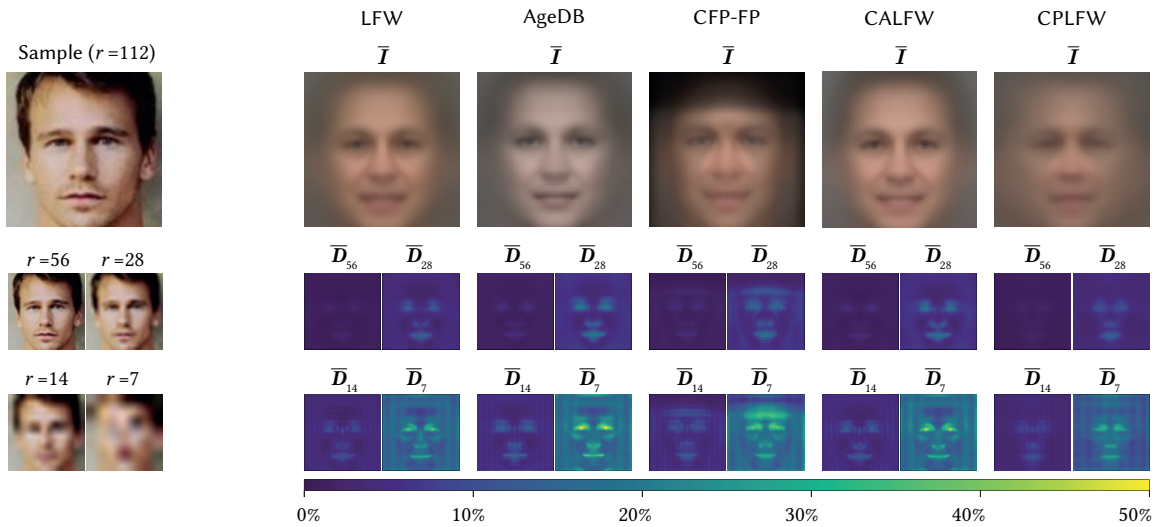 LFW AgeDB CFP-FP CALFW CPLFW
Sample (r =112) I̅ I̅ I̅ I̅ I̅
r =56 r =28 D̅56 D̅28 D̅56 D̅28 D̅56 D̅28 D̅56 D̅28 D̅56 D̅28
r =14 r =7 D̅14 D̅7 D̅14 D̅7 D̅14 D̅7 D̅14 D̅7 D̅14 D̅7
0% 10% 20% 30% 40% 50%